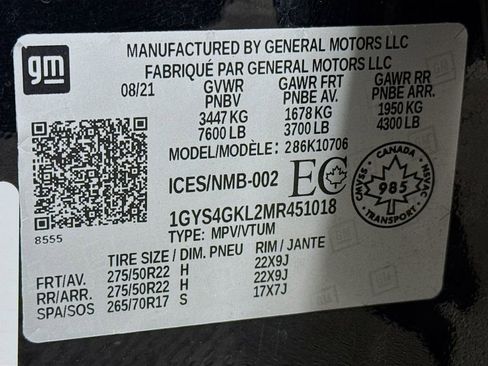 gm
MANUFACTURED BY GENERAL MOTORS LLC
FABRIQUÉ PAR GENERAL MOTORS LLC
08/21 GVWR GAWR FRT GAWR RR
PNBV PNBE AV. PNBE ARR.
3447 KG 1678 KG 1950 KG
7600 LB 3700 LB 4300 LB
MODEL/MODÈLE: 286K10706
ICES/NMB-002 EC
CANADA
CMVSS 985 NSVAC
TRANSPORT
1GYS4GKL2MR451018
8555
TYPE: MPV/VTUM
TIRE SIZE / DIM. PNEU RIM / JANTE
FRT/AV. 275/50R22 H 22X9J
RR/ARR. 275/50R22 H 22X9J
SPA/SOS 265/70R17 S 17X7J